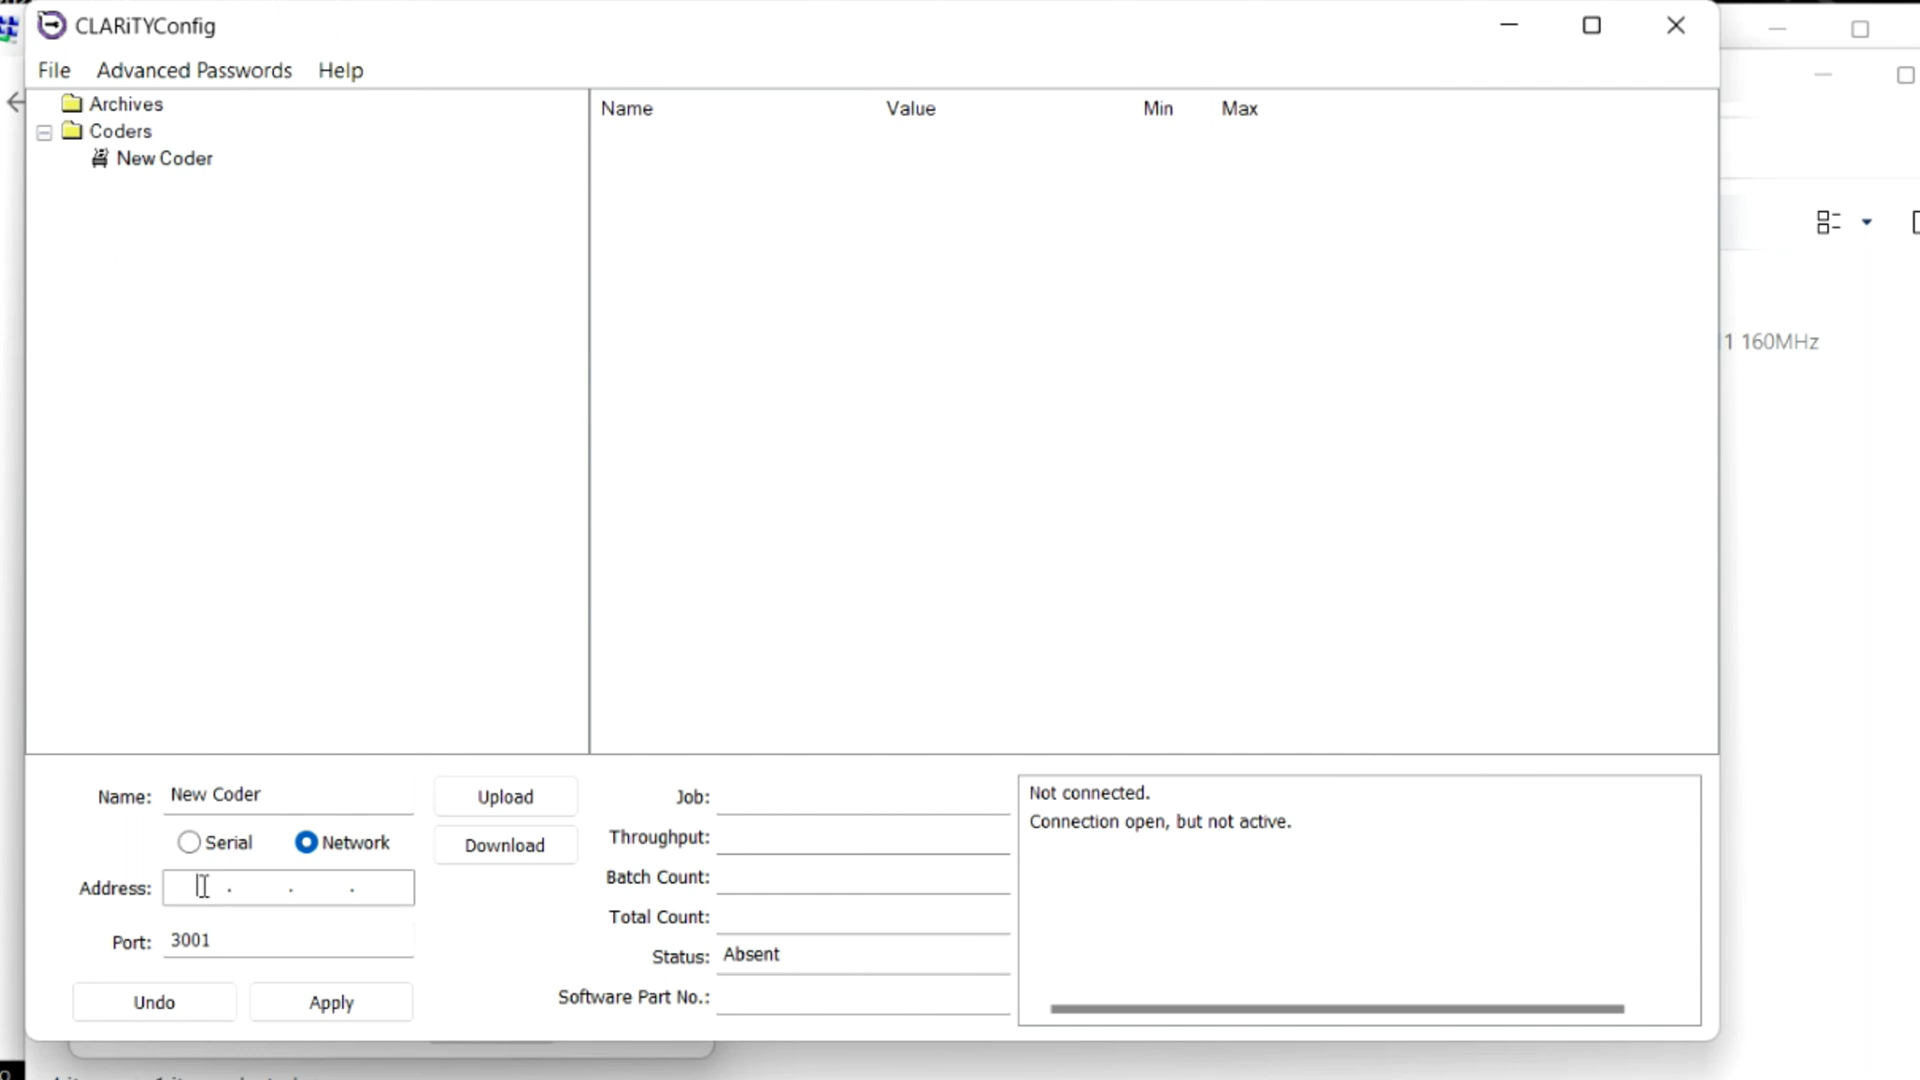 CLARiTYConfig
File Advanced Passwords Help
Archives
Coders
New Coder
Name Value Min Max
1 160MHz
Name: New Coder
Serial Network
Address: . . .
Port: 3001
Undo Apply
Upload
Download
Job:
Throughput:
Batch Count:
Total Count:
Status: Absent
Software Part No.:
Not connected.
Connection open, but not active.